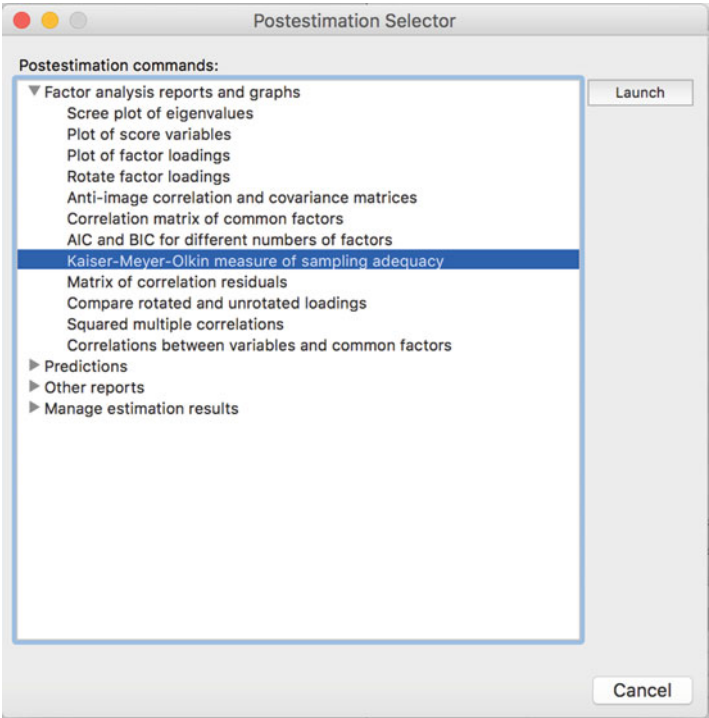 Postestimation Selector
Postestimation commands:
Factor analysis reports and graphs
Launch
Scree plot of eigenvalues
Plot of score variables
Plot of factor loadings
Rotate factor loadings
Anti-image correlation and covariance matrices
Correlation matrix of common factors
AIC and BIC for different numbers of factors
Kaiser-Meyer-Olkin measure of sampling adequacy
Matrix of correlation residuals
Compare rotated and unrotated loadings
Squared multiple correlations
Correlations between variables and common factors
Predictions
Other reports
Manage estimation results
Cancel